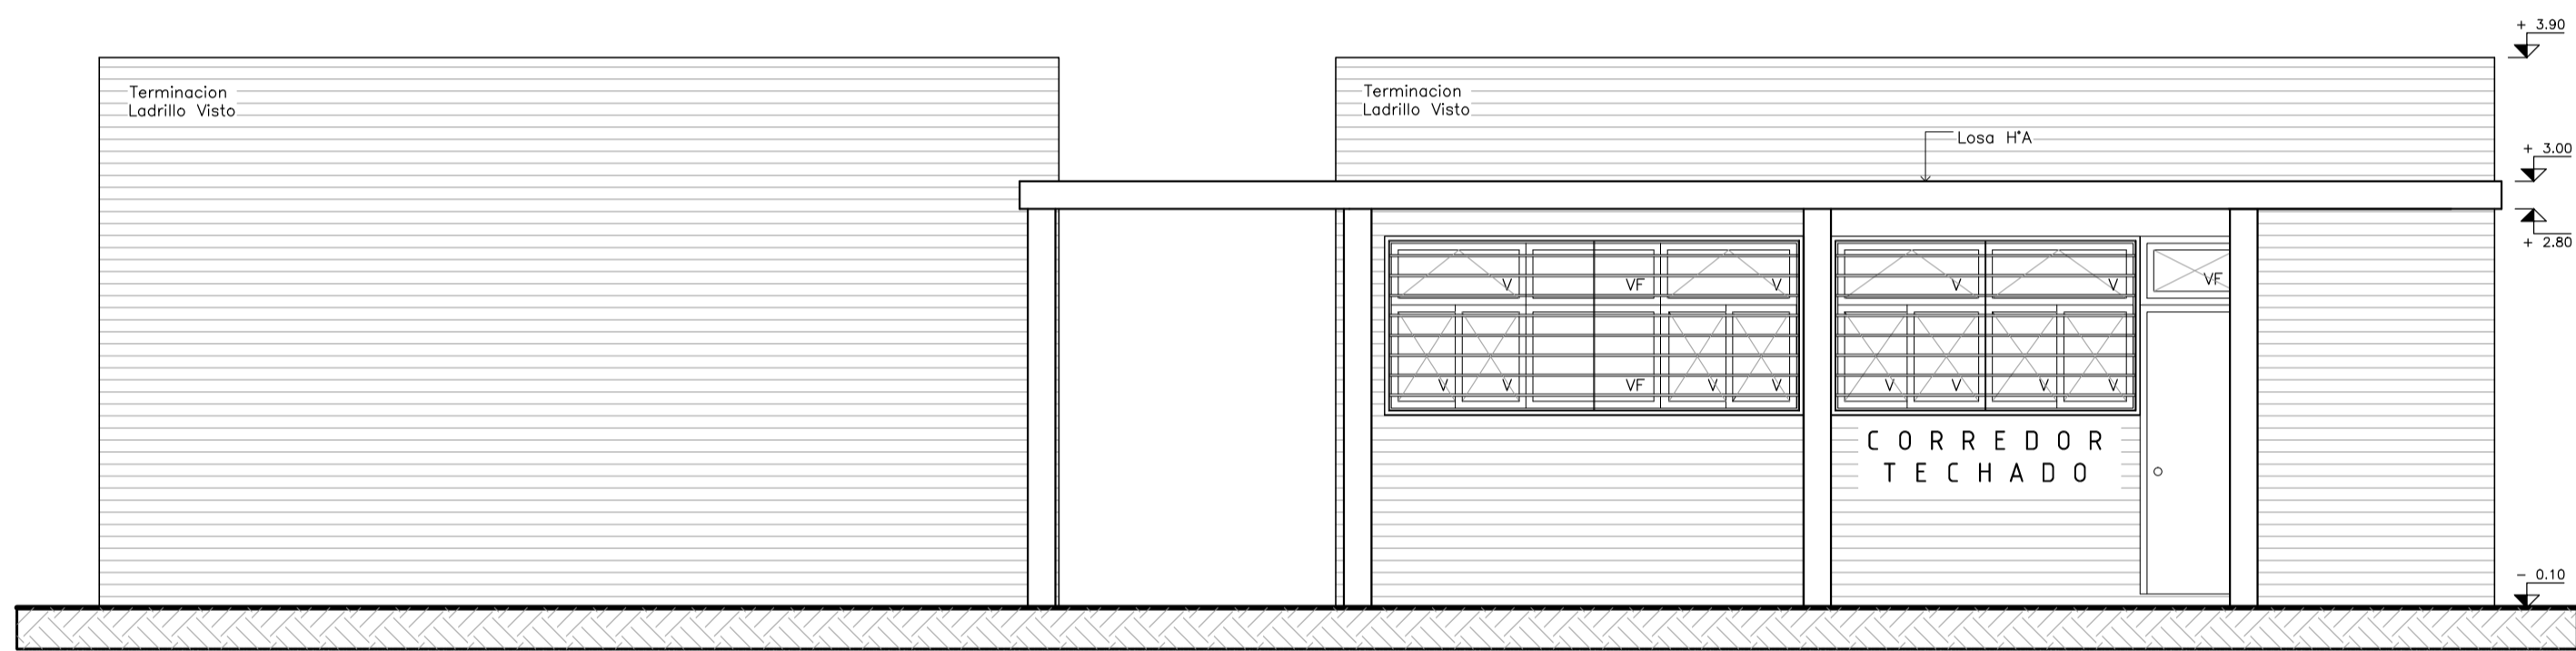 + 3.90
Terminacion
Ladrillo Visto
Terminacion
Ladrillo Visto
Losa H°A
+ 3.00
+ 2.80
V VF V V V VF
V V VF V V V V V V
CORREDOR
TECHADO
- 0.10